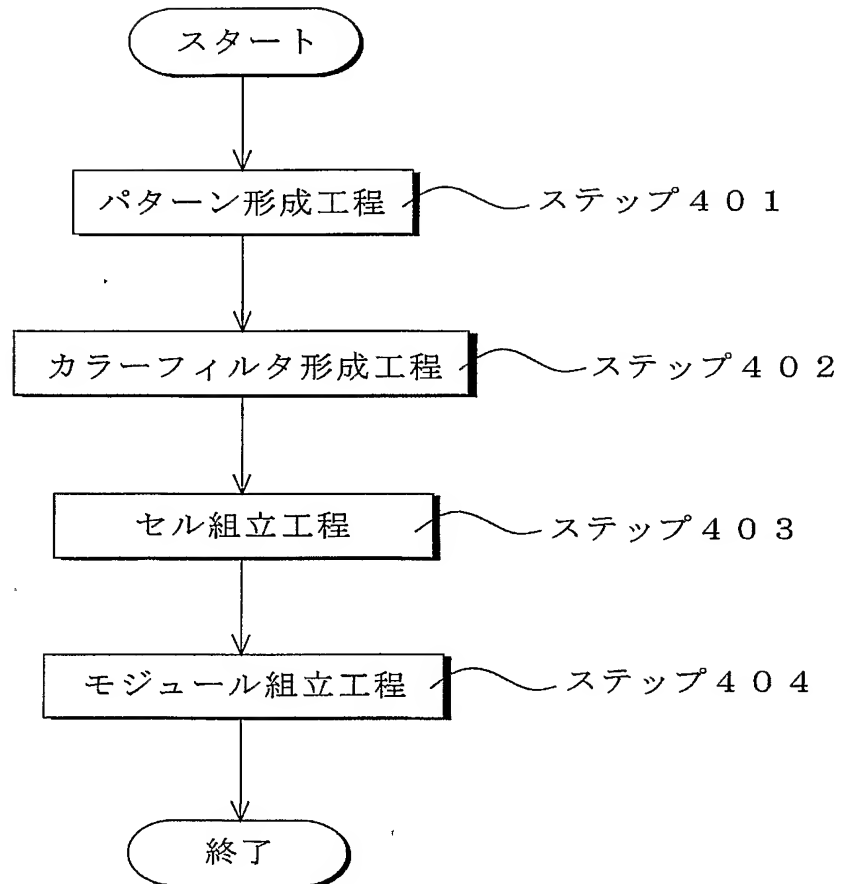 スタート
パターン形成工程
ステップ401
カラーフィルタ形成工程
ステップ402
セル組立工程
ステップ403
モジュール組立工程
ステップ404
終了